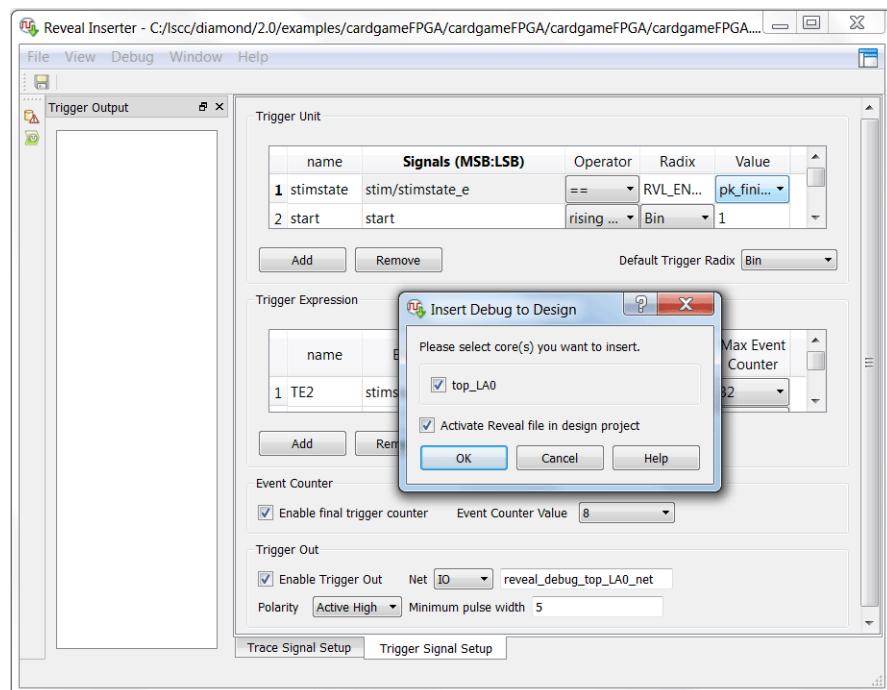 Reveal Inserter - C:/lscc/diamond/2.0/examples/cardgameFPGA/cardgameFPGA/cardgameFPGA/cardgameFPGA....
File View Debug Window Help
Trigger Output
Trigger Unit
name Signals (MSB:LSB) Operator Radix Value
1 stimstate stim/stimstate_e == RVL_EN... pk_fini...
2 start start rising ... Bin 1
Add Remove Default Trigger Radix Bin
Trigger Expression
name E Max Event Counter
1 TE2 stims 32
Add Rem
Insert Debug to Design
Please select core(s) you want to insert.
top_LA0
Activate Reveal file in design project
OK Cancel Help
Event Counter
Enable final trigger counter Event Counter Value 8
Trigger Out
Enable Trigger Out Net IO reveal_debug_top_LA0_net
Polarity Active High Minimum pulse width 5
Trace Signal Setup Trigger Signal Setup